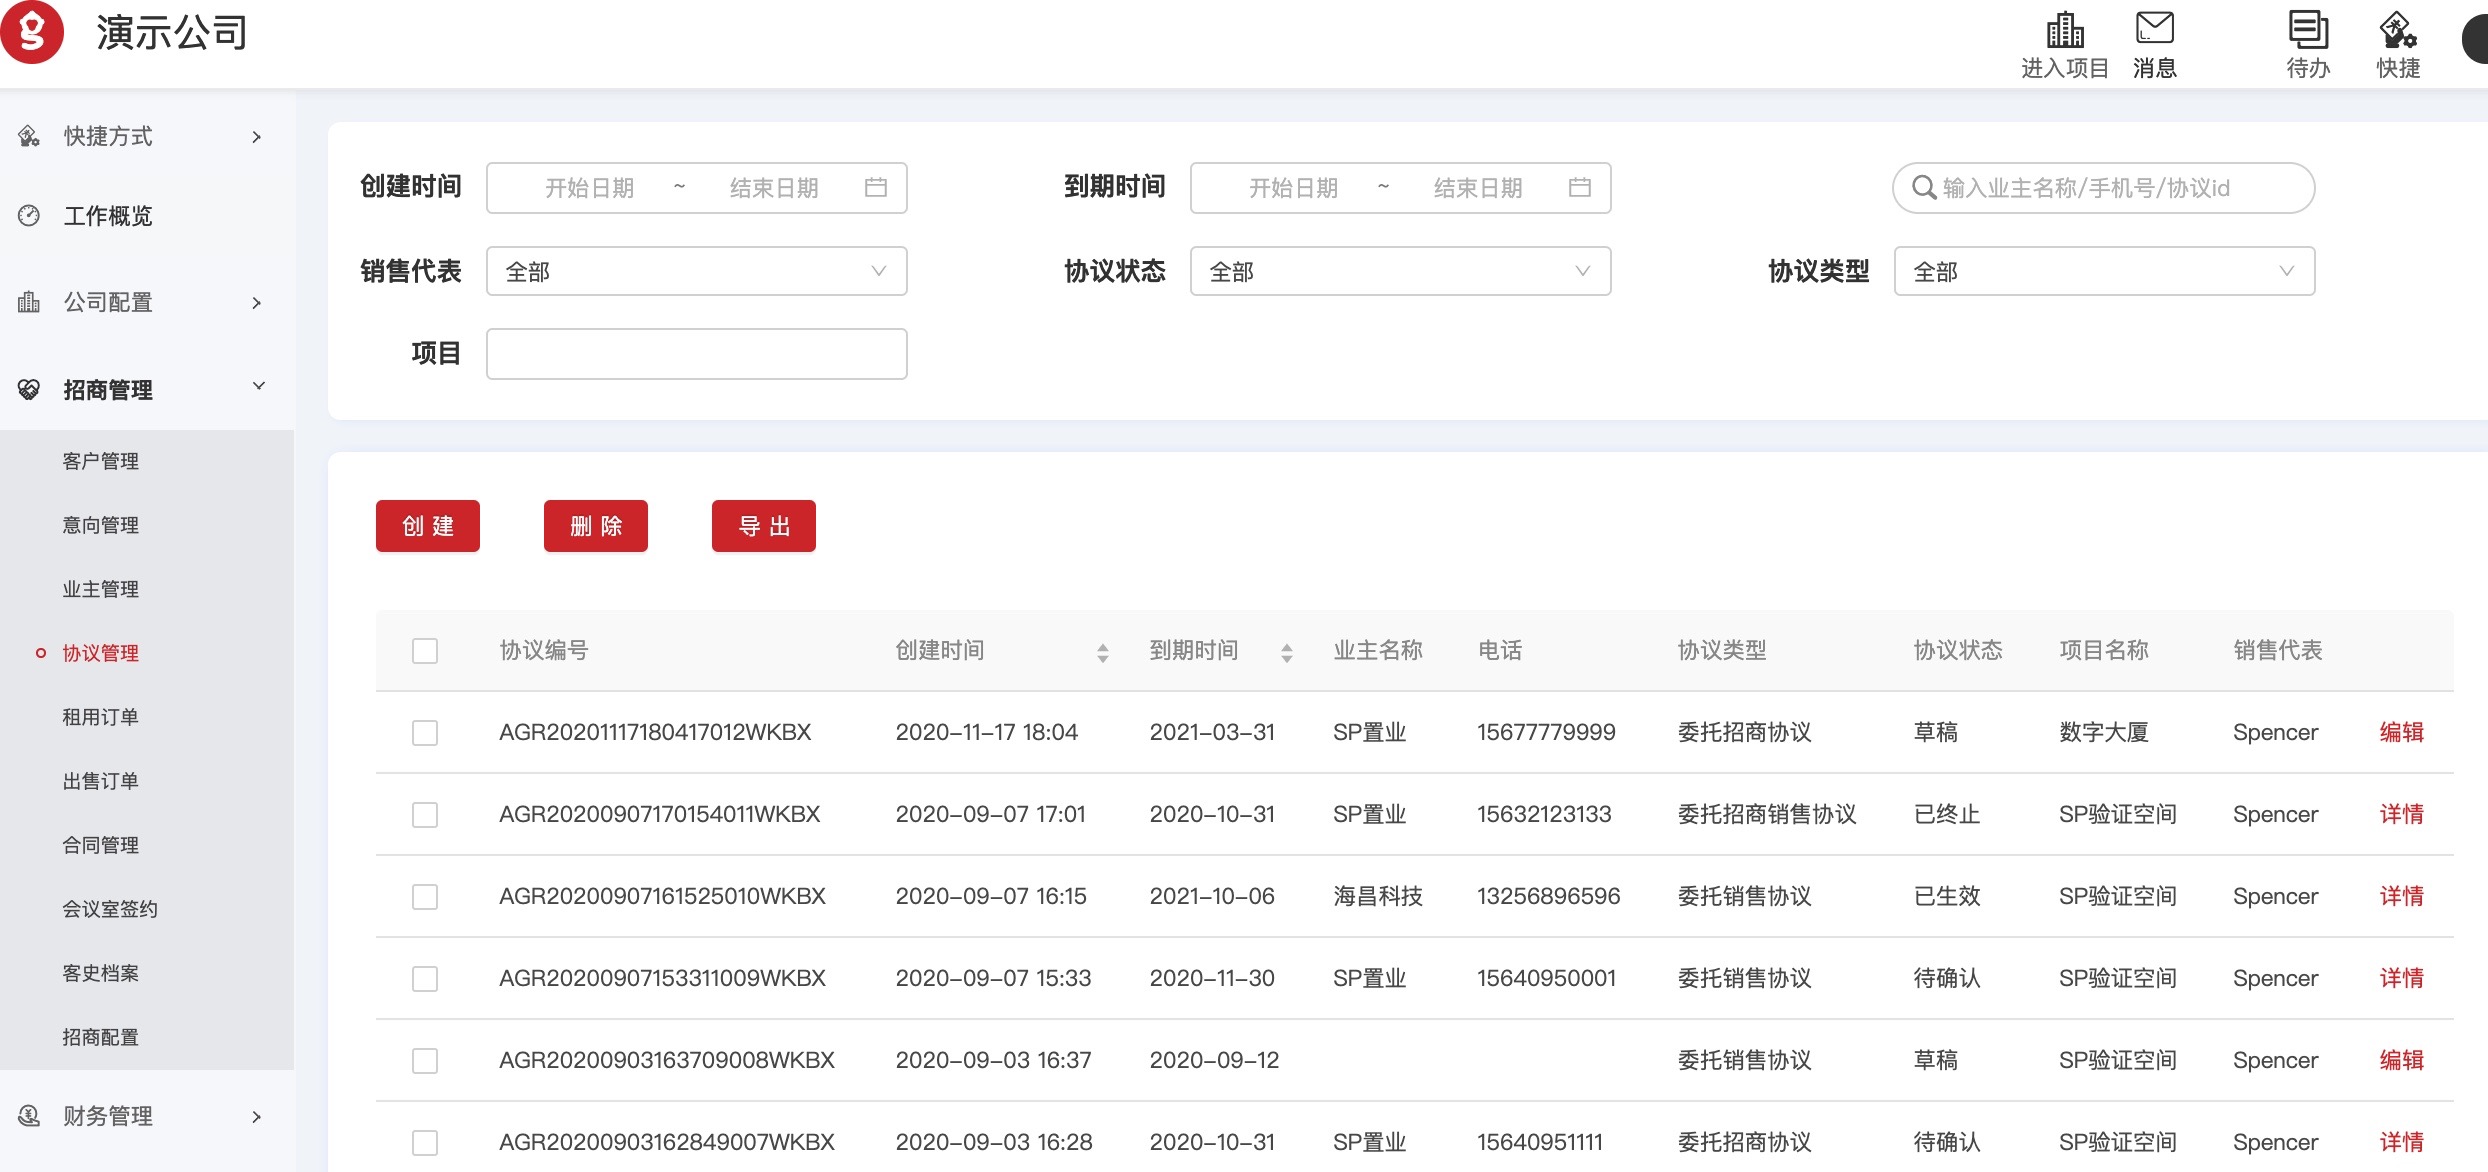 演示公司
进入项目 消息 待办 快捷
快捷方式
工作概览
公司配置
招商管理
客户管理
意向管理
业主管理
协议管理
租用订单
出售订单
合同管理
会议室签约
客史档案
招商配置
财务管理
创建时间 开始日期 ~ 结束日期 到期时间 开始日期 ~ 结束日期 输入业主名称/手机号/协议id
销售代表 全部 协议状态 全部 协议类型 全部
项目
创建 删除 导出
协议编号 创建时间 到期时间 业主名称 电话 协议类型 协议状态 项目名称 销售代表
AGR20201117180417012WKBX 2020-11-17 18:04 2021-03-31 SP置业 15677779999 委托招商协议 草稿 数字大厦 Spencer 编辑
AGR20200907170154011WKBX 2020-09-07 17:01 2020-10-31 SP置业 15632123133 委托招商销售协议 已终止 SP验证空间 Spencer 详情
AGR20200907161525010WKBX 2020-09-07 16:15 2021-10-06 海昌科技 13256896596 委托销售协议 已生效 SP验证空间 Spencer 详情
AGR20200907153311009WKBX 2020-09-07 15:33 2020-11-30 SP置业 15640950001 委托销售协议 待确认 SP验证空间 Spencer 详情
AGR20200903163709008WKBX 2020-09-03 16:37 2020-09-12 委托销售协议 草稿 SP验证空间 Spencer 编辑
AGR20200903162849007WKBX 2020-09-03 16:28 2020-10-31 SP置业 15640951111 委托招商协议 待确认 SP验证空间 Spencer 详情